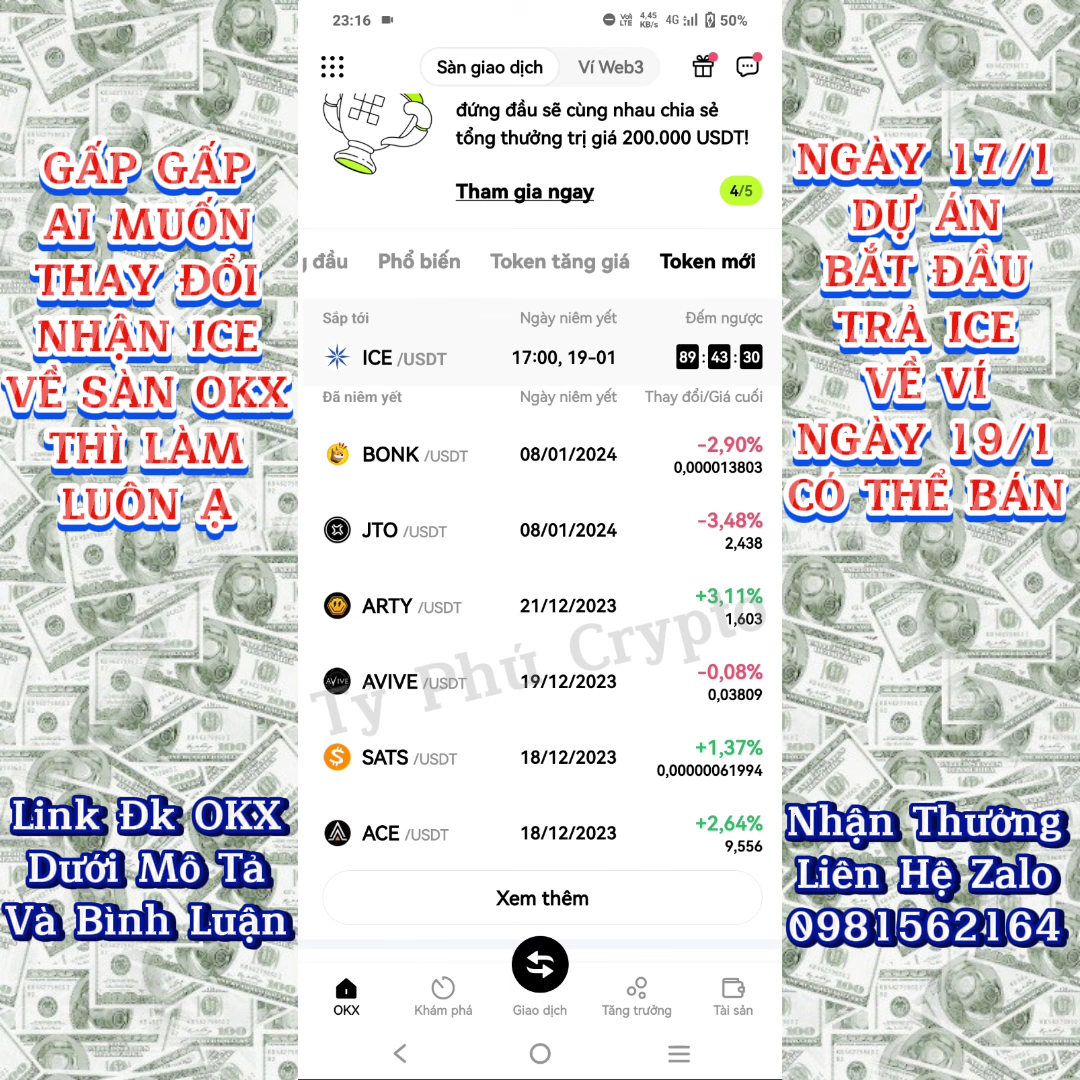 23:16
4,45 KB/s 4G 50%
Sàn giao dịch Ví Web3
đứng đầu sẽ cùng nhau chia sẻ
tổng thưởng trị giá 200.000 USDT!
Tham gia ngay 4/5
đầu Phổ biến Token tăng giá Token mới
Sắp tới Ngày niêm yết Đếm ngược
ICE /USDT 17:00, 19-01 89:43:30
Đã niêm yết Ngày niêm yết Thay đổi/Giá cuối
BONK /USDT 08/01/2024 -2,90%
0,000013803
JTO /USDT 08/01/2024 -3,48%
2,438
ARTY /USDT 21/12/2023 +3,11%
1,603
AVIVE /USDT 19/12/2023 -0,08%
0,03809
SATS /USDT 18/12/2023 +1,37%
0,00000061994
ACE /USDT 18/12/2023 +2,64%
9,556
Xem thêm
OKX Khám phá Giao dịch Tăng trưởng Tài sản
Tỷ Phú Crypto
GẤP GẤP
AI MUỐN
THAY ĐỔI
NHẬN ICE
VỀ SÀN OKX
THÌ LÀM
LUÔN Ạ
Link Đk OKX
Dưới Mô Tả
Và Bình Luận
NGÀY 17/1
DỰ ÁN
BẮT ĐẦU
TRẢ ICE
VỀ VÍ
NGÀY 19/1
CÓ THỂ BÁN
Nhận Thưởng
Liên Hệ Zalo
0981562164